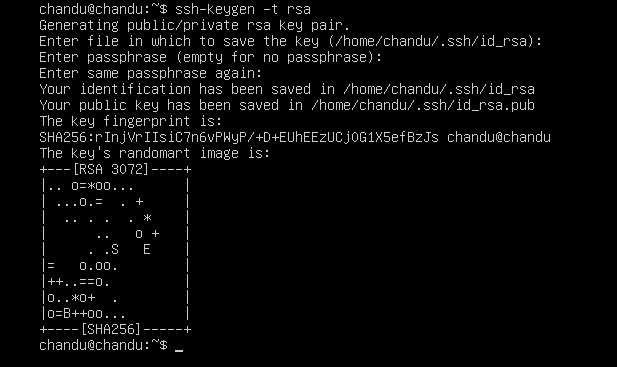 chandu@chandu:~$ ssh-keygen -t rsa
Generating public/private rsa key pair.
Enter file in which to save the key (/home/chandu/.ssh/id_rsa):
Enter passphrase (empty for no passphrase):
Enter same passphrase again:
Your identification has been saved in /home/chandu/.ssh/id_rsa
Your public key has been saved in /home/chandu/.ssh/id_rsa.pub
The key fingerprint is:
SHA256:rInjVrIIsiC7n6vPWyP/+D+EUhEEzUCj0G1X5efBzJs chandu@chandu
The key's randomart image is:
+---[RSA 3072]----+
|.. o=*oo...      |
| ...o.=  . +     |
|  .. . .  . *    |
|      ..   o +   |
|     . .S   E    |
|=   o.oo.        |
|++..==o.         |
|o..*o+  .        |
|o=B++oo...       |
+----[SHA256]-----+
chandu@chandu:~$ _